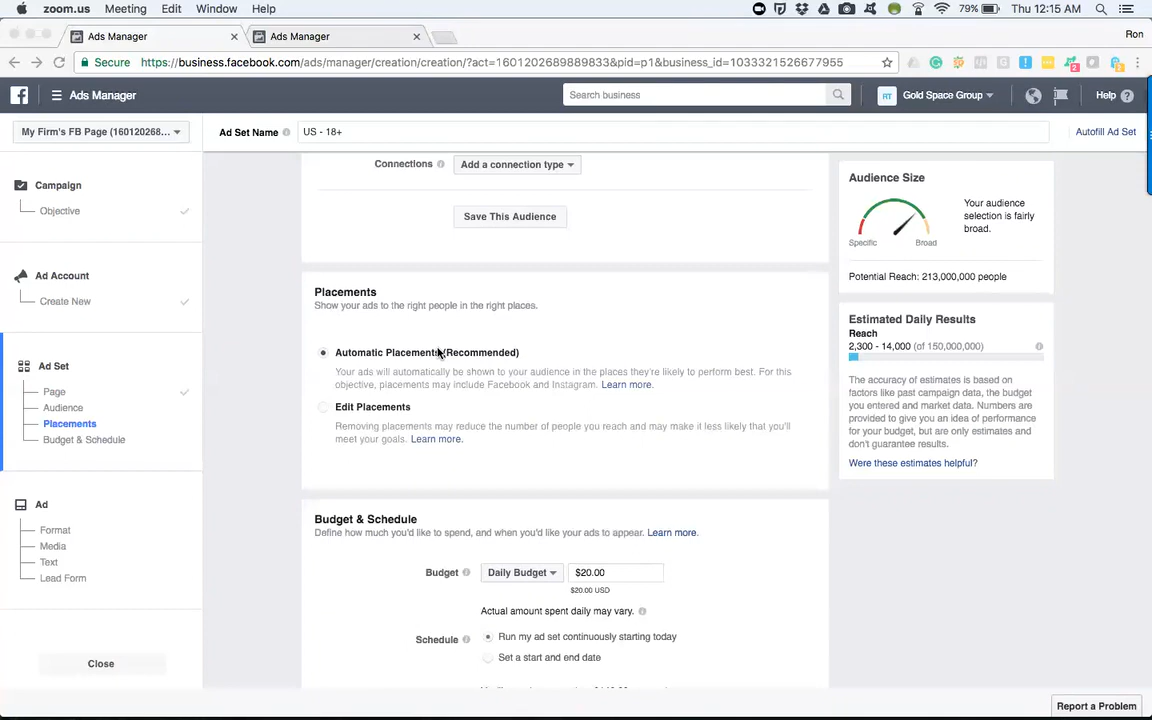 zoom.us Meeting Edit Window Help 79% Thu 12:15 AM
Ads Manager Ads Manager Ron
Secure https://business.facebook.com/ads/manager/creation/creation/?act=1601202689889833&pid=p1&business_id=1033321526677955
Ads Manager Search business RT Gold Space Group Help ?
My Firm's FB Page (160120268... Ad Set Name US - 18+ Autofill Ad Set
Campaign
Objective
Ad Account
Create New
Ad Set
Page
Audience
Placements
Budget & Schedule
Ad
Format
Media
Text
Lead Form
Close
Connections Add a connection type
Save This Audience
Placements
Show your ads to the right people in the right places.
Automatic Placements (Recommended)
Your ads will automatically be shown to your audience in the places they're likely to perform best. For this
objective, placements may include Facebook and Instagram. Learn more.
Edit Placements
Removing placements may reduce the number of people you reach and may make it less likely that you'll
meet your goals. Learn more.
Budget & Schedule
Define how much you'd like to spend, and when you'd like your ads to appear. Learn more.
Budget Daily Budget $20.00
$20.00 USD
Actual amount spent daily may vary.
Schedule Run my ad set continuously starting today
Set a start and end date
Audience Size
Your audience
selection is fairly
broad.
Specific Broad
Potential Reach: 213,000,000 people
Estimated Daily Results
Reach
2,300 - 14,000 (of 150,000,000)
The accuracy of estimates is based on
factors like past campaign data, the budget
you entered and market data. Numbers are
provided to give you an idea of performance
for your budget, but are only estimates and
don't guarantee results.
Were these estimates helpful?
Report a Problem